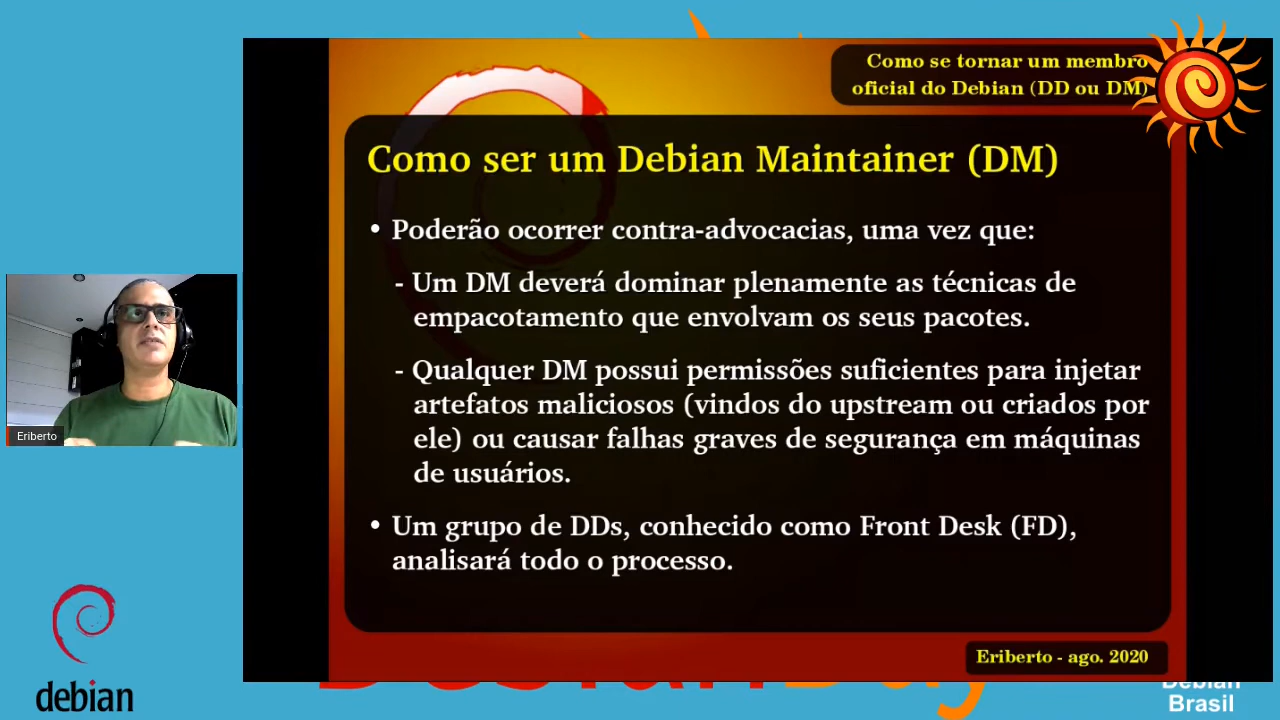 Como se tornar um membro
oficial do Debian (DD ou DM)
Como ser um Debian Maintainer (DM)
• Poderão ocorrer contra-advocacias, uma vez que:
- Um DM deverá dominar plenamente as técnicas de
empacotamento que envolvam os seus pacotes.
- Qualquer DM possui permissões suficientes para injetar
artefatos maliciosos (vindos do upstream ou criados por
ele) ou causar falhas graves de segurança em máquinas
de usuários.
• Um grupo de DDs, conhecido como Front Desk (FD),
analisará todo o processo.
Eriberto - ago. 2020
Eriberto
debian
Debian
Brasil